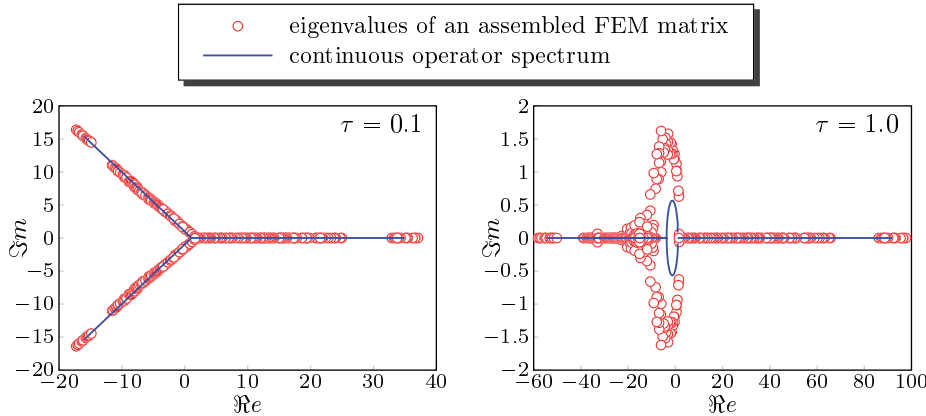 eigenvalues of an assembled FEM matrix
continuous operator spectrum
τ = 0.1
20
15
10
5
0
−5
−10
−15
−20
ℑm
−20 −10 0 10 20 30 40
ℜe
τ = 1.0
2
1.5
1
0.5
0
−0.5
−1
−1.5
−2
ℑm
−60 −40 −20 0 20 40 60 80 100
ℜe